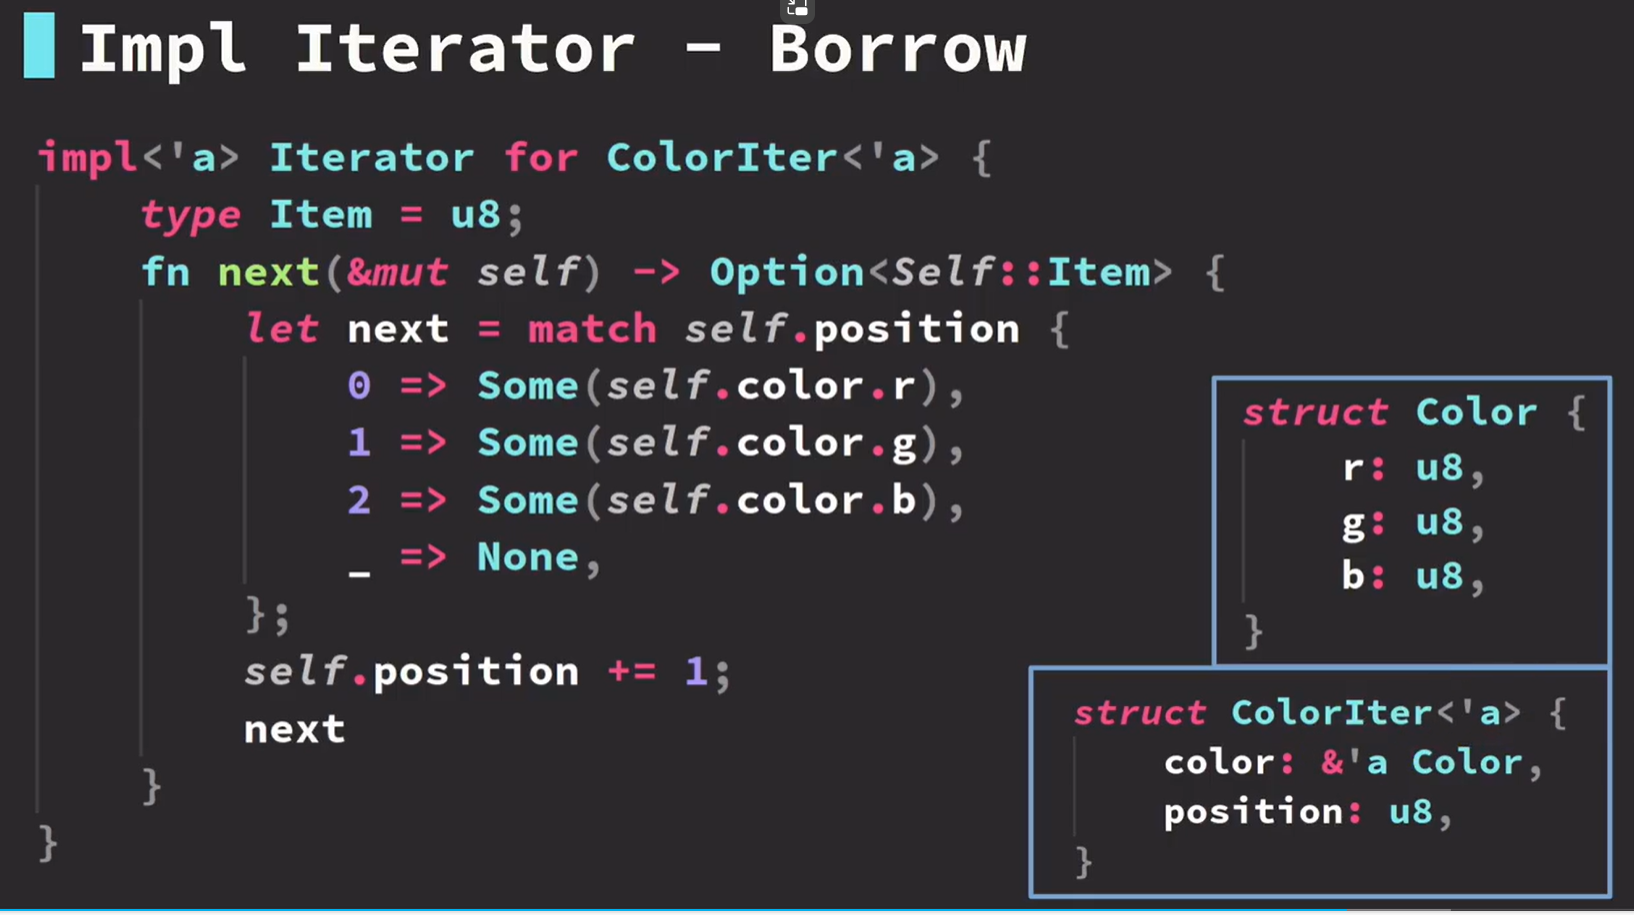 Impl Iterator - Borrow
impl<'a> Iterator for ColorIter<'a> {
type Item = u8;
fn next(&mut self) -> Option<Self::Item> {
let next = match self.position {
0 => Some(self.color.r),
1 => Some(self.color.g),
2 => Some(self.color.b),
_ => None,
};
self.position += 1;
next
}
}
struct Color {
r: u8,
g: u8,
b: u8,
}
struct ColorIter<'a> {
color: &'a Color,
position: u8,
}